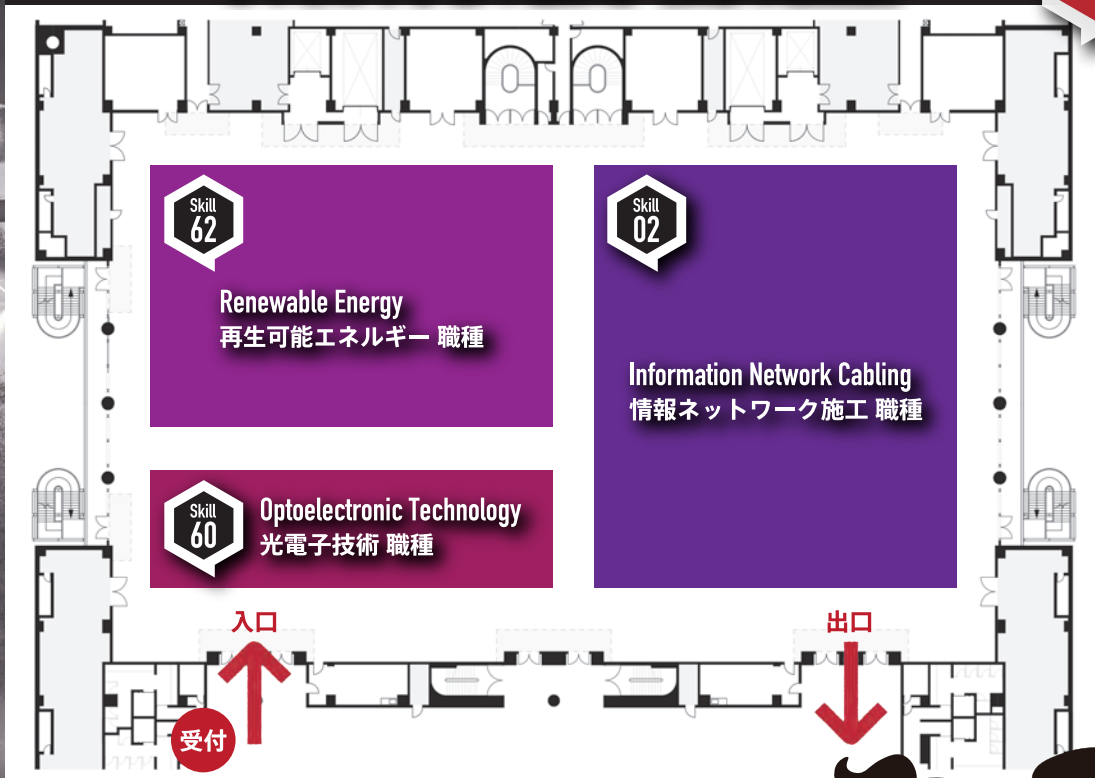 Skill
62
Renewable Energy
再生可能エネルギー 職種
Skill
02
Information Network Cabling
情報ネットワーク施工 職種
Skill
60
Optoelectronic Technology
光電子技術 職種
入口
出口
受付